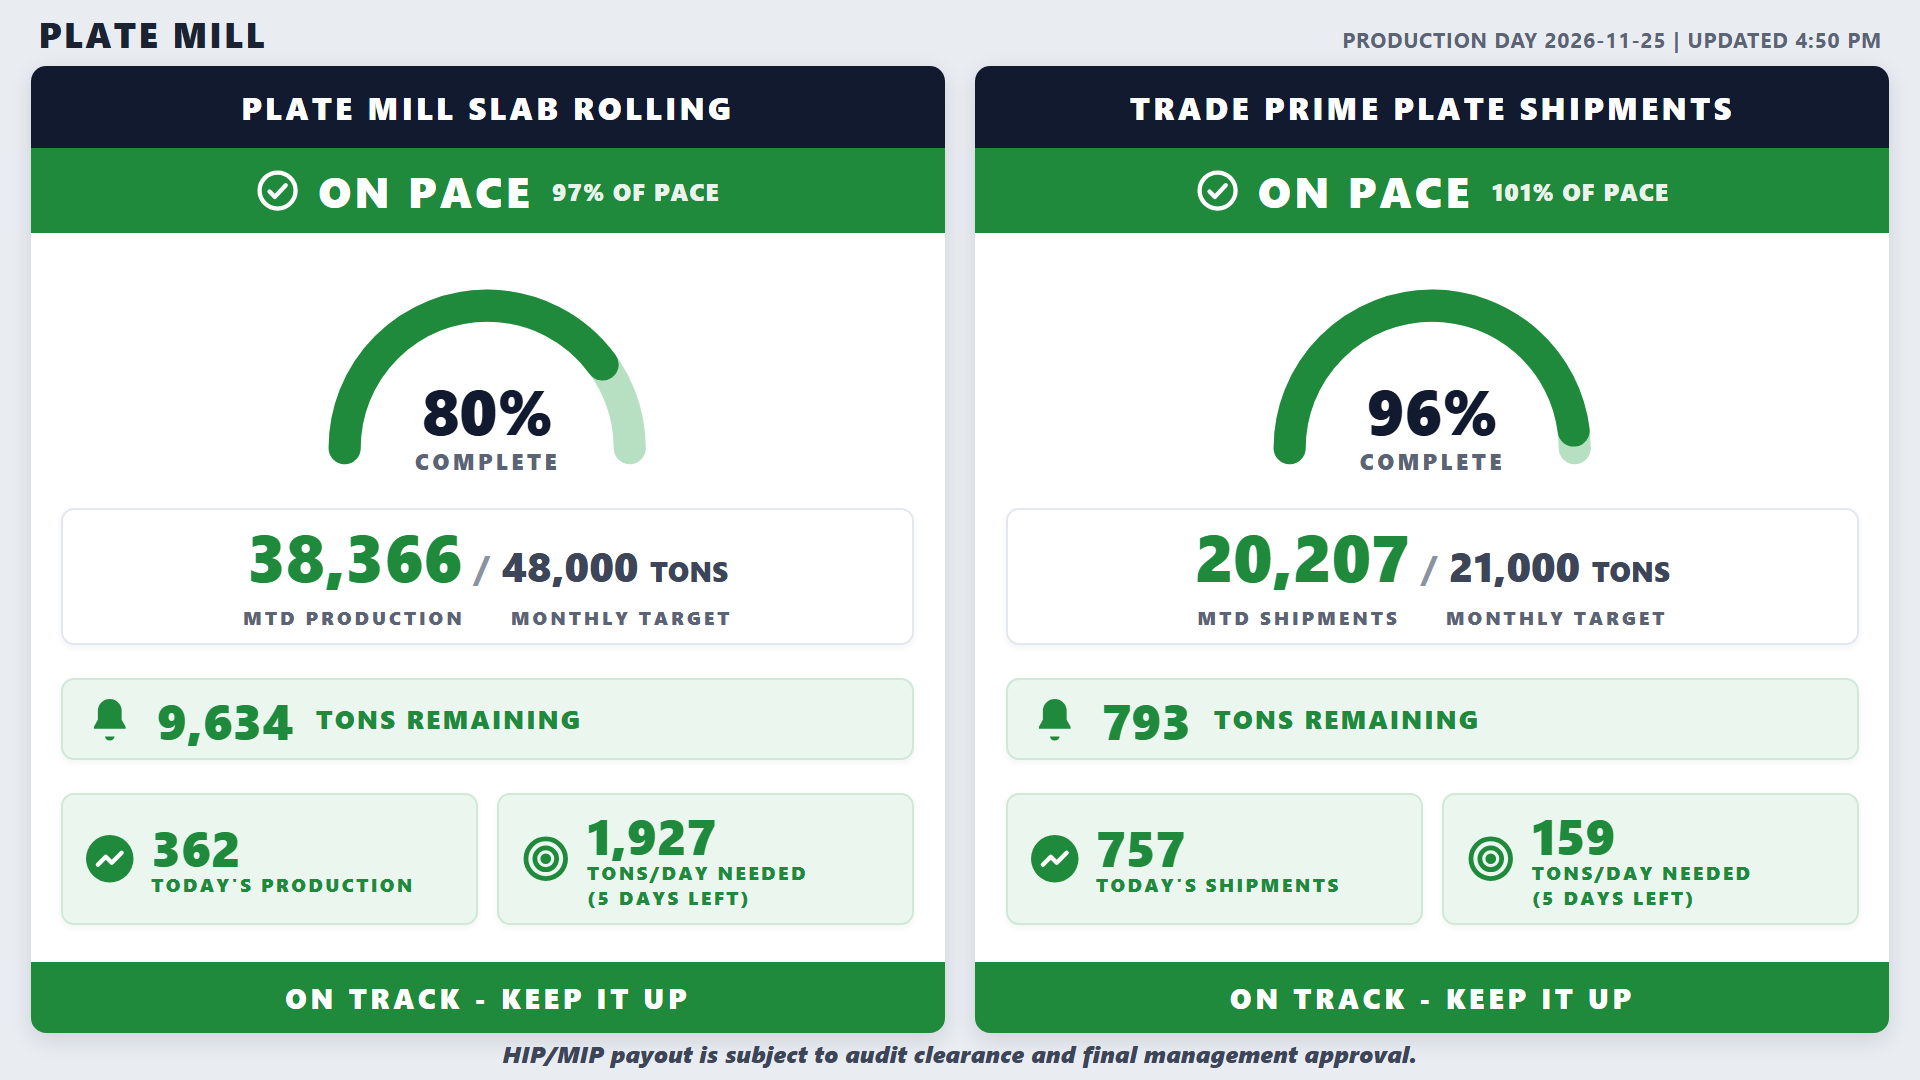 PLATE MILL
PRODUCTION DAY 2026-11-25 | UPDATED 4:50 PM
PLATE MILL SLAB ROLLING
ON PACE 97% OF PACE
80%
COMPLETE
38,366 / 48,000 TONS
MTD PRODUCTION MONTHLY TARGET
9,634 TONS REMAINING
362
TODAY'S PRODUCTION
1,927
TONS/DAY NEEDED
(5 DAYS LEFT)
ON TRACK - KEEP IT UP
TRADE PRIME PLATE SHIPMENTS
ON PACE 101% OF PACE
96%
COMPLETE
20,207 / 21,000 TONS
MTD SHIPMENTS MONTHLY TARGET
793 TONS REMAINING
757
TODAY'S SHIPMENTS
159
TONS/DAY NEEDED
(5 DAYS LEFT)
ON TRACK - KEEP IT UP
HIP/MIP payout is subject to audit clearance and final management approval.